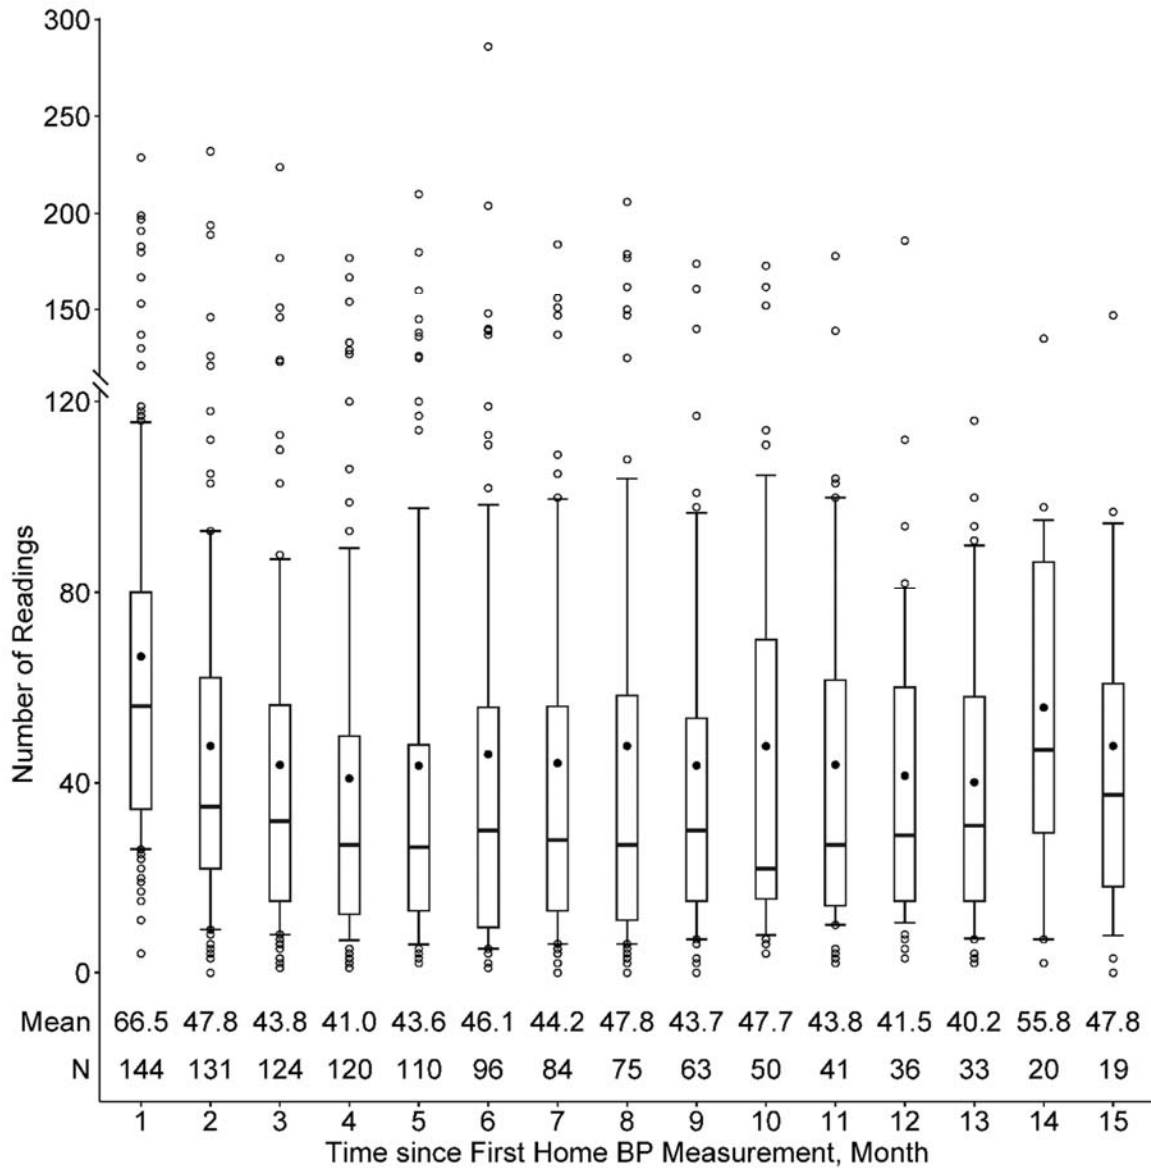 300
250
200
150
120
80
40
0
Number of Readings
Mean 66.5 47.8 43.8 41.0 43.6 46.1 44.2 47.8 43.7 47.7 43.8 41.5 40.2 55.8 47.8
N 144 131 124 120 110 96 84 75 63 50 41 36 33 20 19
1 2 3 4 5 6 7 8 9 10 11 12 13 14 15
Time since First Home BP Measurement, Month